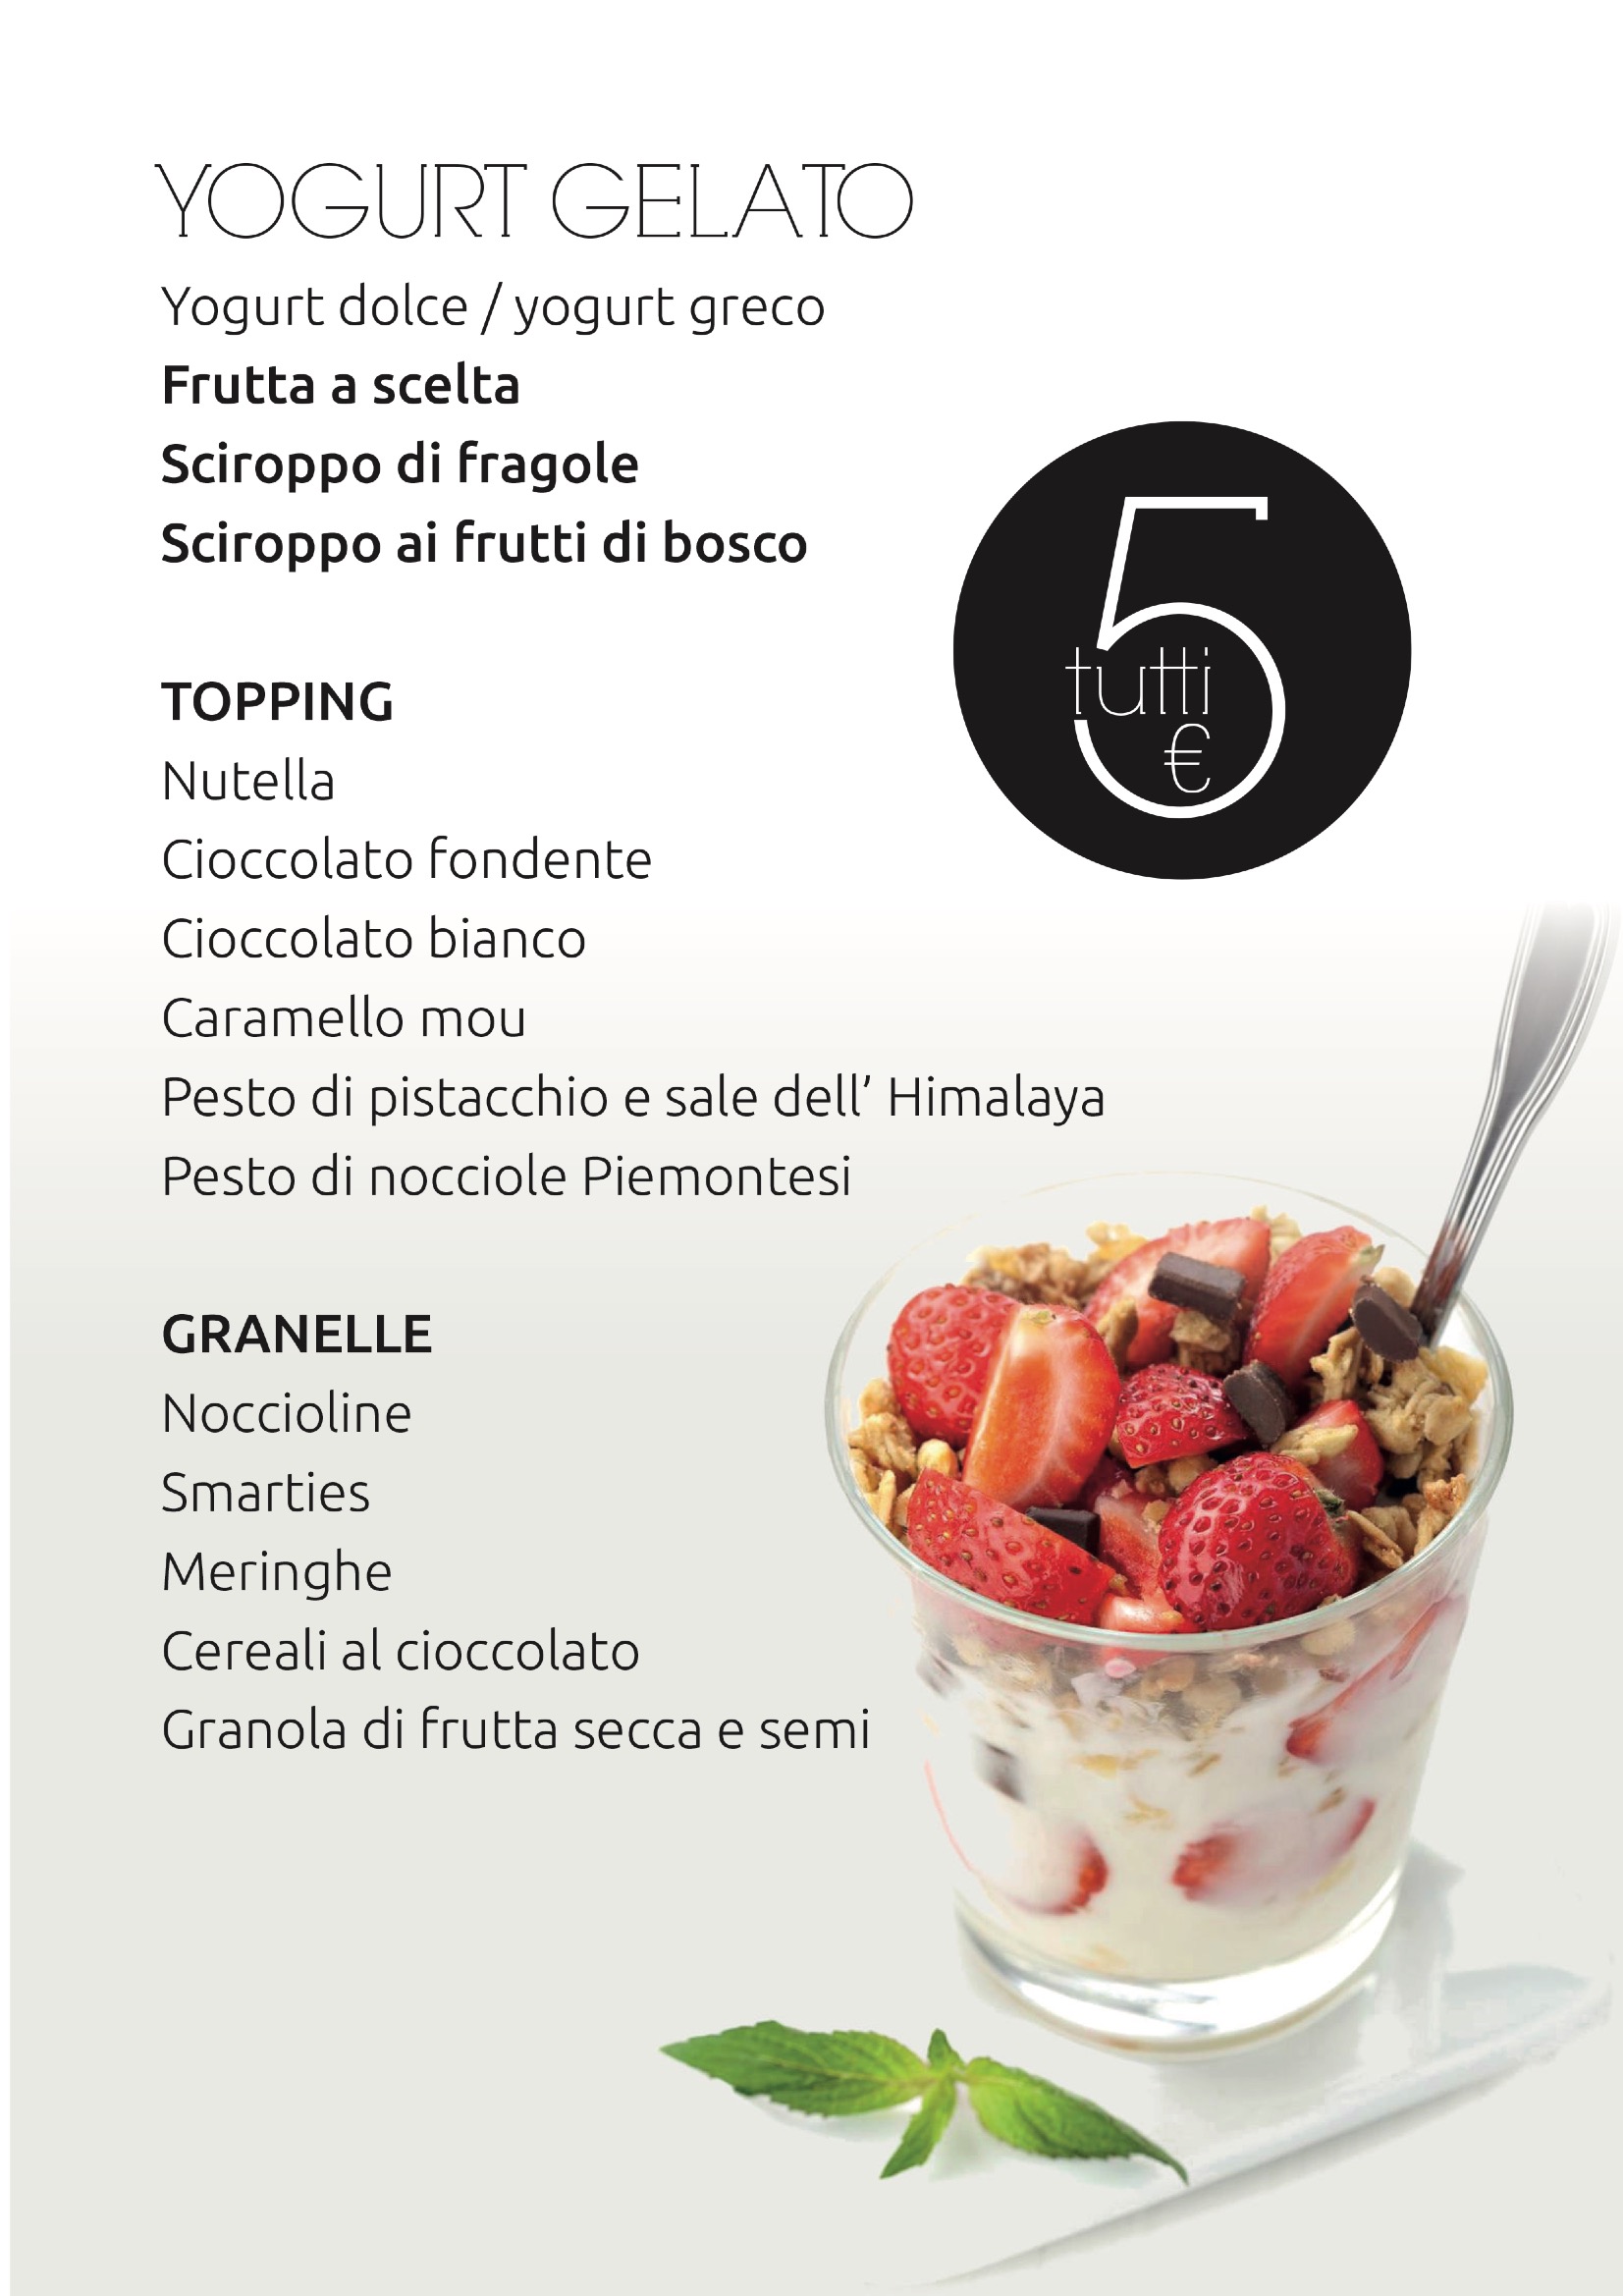 YOGURT GELATO
Yogurt dolce / yogurt greco
Frutta a scelta
Sciroppo di fragole
Sciroppo ai frutti di bosco
5
tutti
€
TOPPING
Nutella
Cioccolato fondente
Cioccolato bianco
Caramello mou
Pesto di pistacchio e sale dell’ Himalaya
Pesto di nocciole Piemontesi
GRANELLE
Noccioline
Smarties
Meringhe
Cereali al cioccolato
Granola di frutta secca e semi